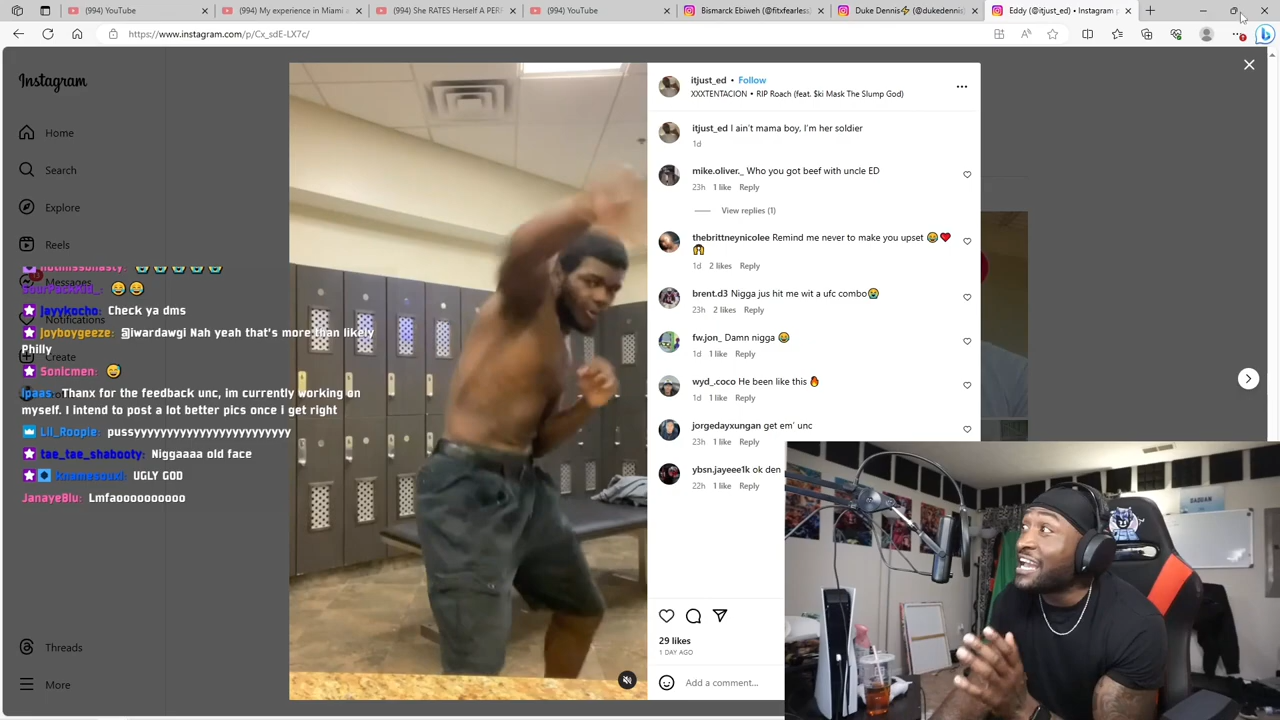 (994) YouTube
(994) My experience in Miami a
(994) She RATES Herself A PERF
(994) YouTube
Bismarck Ebiweh (@fitxfearless
Duke Dennis⚡ (@dukedennis)
Eddy (@itjust_ed) • Instagram p
https://www.instagram.com/p/Cx_sdE-LX7c/
Instagram
Home
Search
Explore
Reels
Messages
Notifications
Create
Threads
More
😭 😭 😭 😭 😭
😂 😂
jayykocho: Check ya dms
joyboygeeze: @iwardawgi Nah yeah that's more than likely
Philly
Sonicmen: 😅
ipaas: Thanx for the feedback unc, im currently working on
myself. I intend to post a lot better pics once i get right
Lil_Roopie: pussyyyyyyyyyyyyyyyyyyyyyy
tae_tae_shabooty: Niggaaaa old face
knamesouxi: UGLY GOD
JanayeBlu: Lmfaoooooooooo
itjust_ed • Follow
XXXTENTACION • RIP Roach (feat. $ki Mask The Slump God)
itjust_ed I ain't mama boy, I'm her soldier
1d
mike.oliver._ Who you got beef with uncle ED
23h 1 like Reply
View replies (1)
thebrittneynicolee Remind me never to make you upset 😂❤️
1d 2 likes Reply
brent.d3 Nigga jus hit me wit a ufc combo😭
23h 2 likes Reply
fw.jon_ Damn nigga 😂
1d 1 like Reply
wyd_.coco He been like this 🔥
1d 1 like Reply
jorgedayxungan get em' unc
23h 1 like Reply
ybsn.jayeee1k ok den
22h 1 like Reply
29 likes
1 DAY AGO
Add a comment...